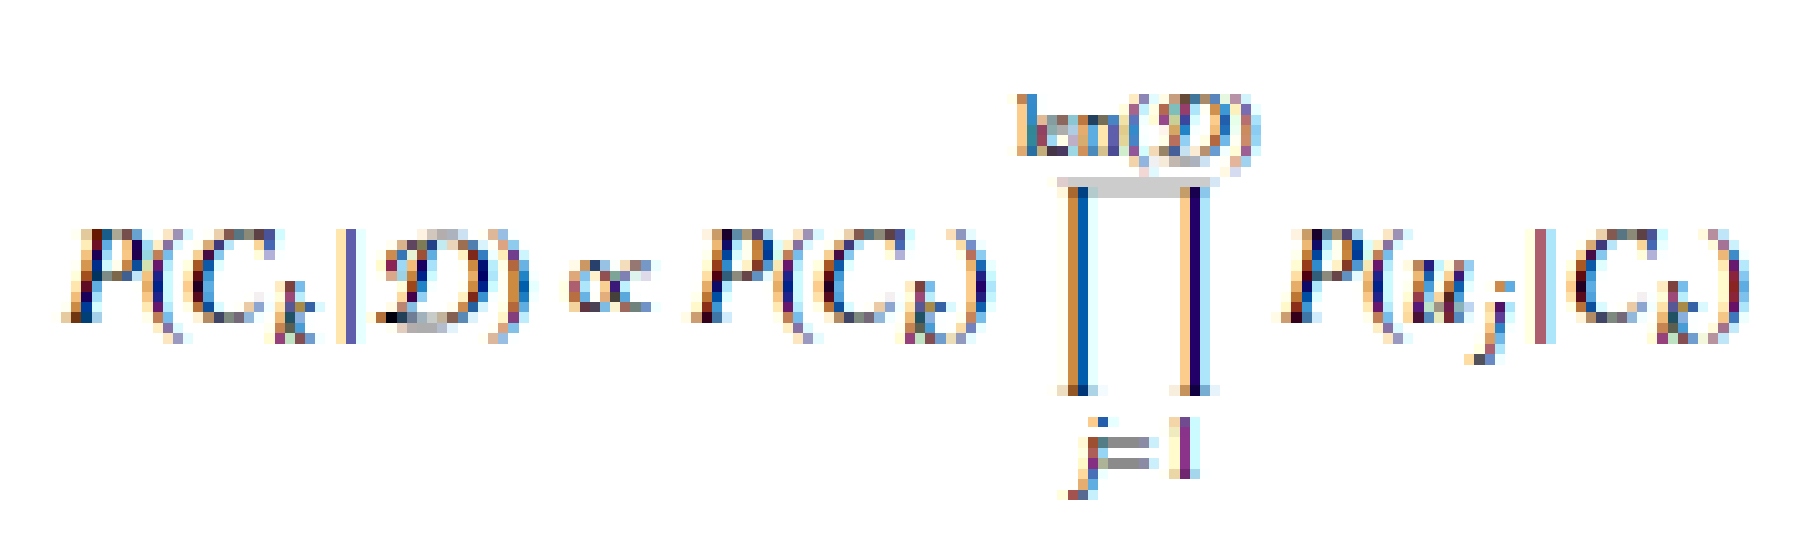 P(C_k|𝒟) ∝ P(C_k) ∏_{j=1}^{len(𝒟)} P(u_j|C_k)